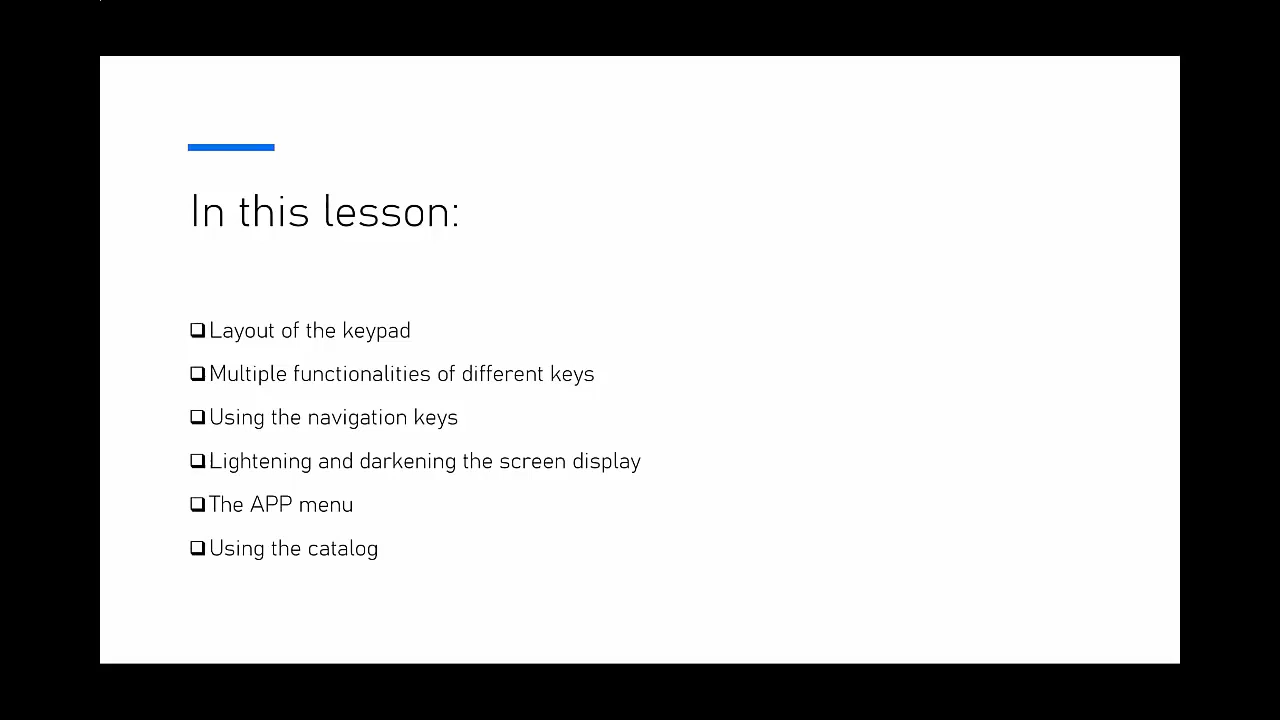 In this lesson:
Layout of the keypad
Multiple functionalities of different keys
Using the navigation keys
Lightening and darkening the screen display
The APP menu
Using the catalog